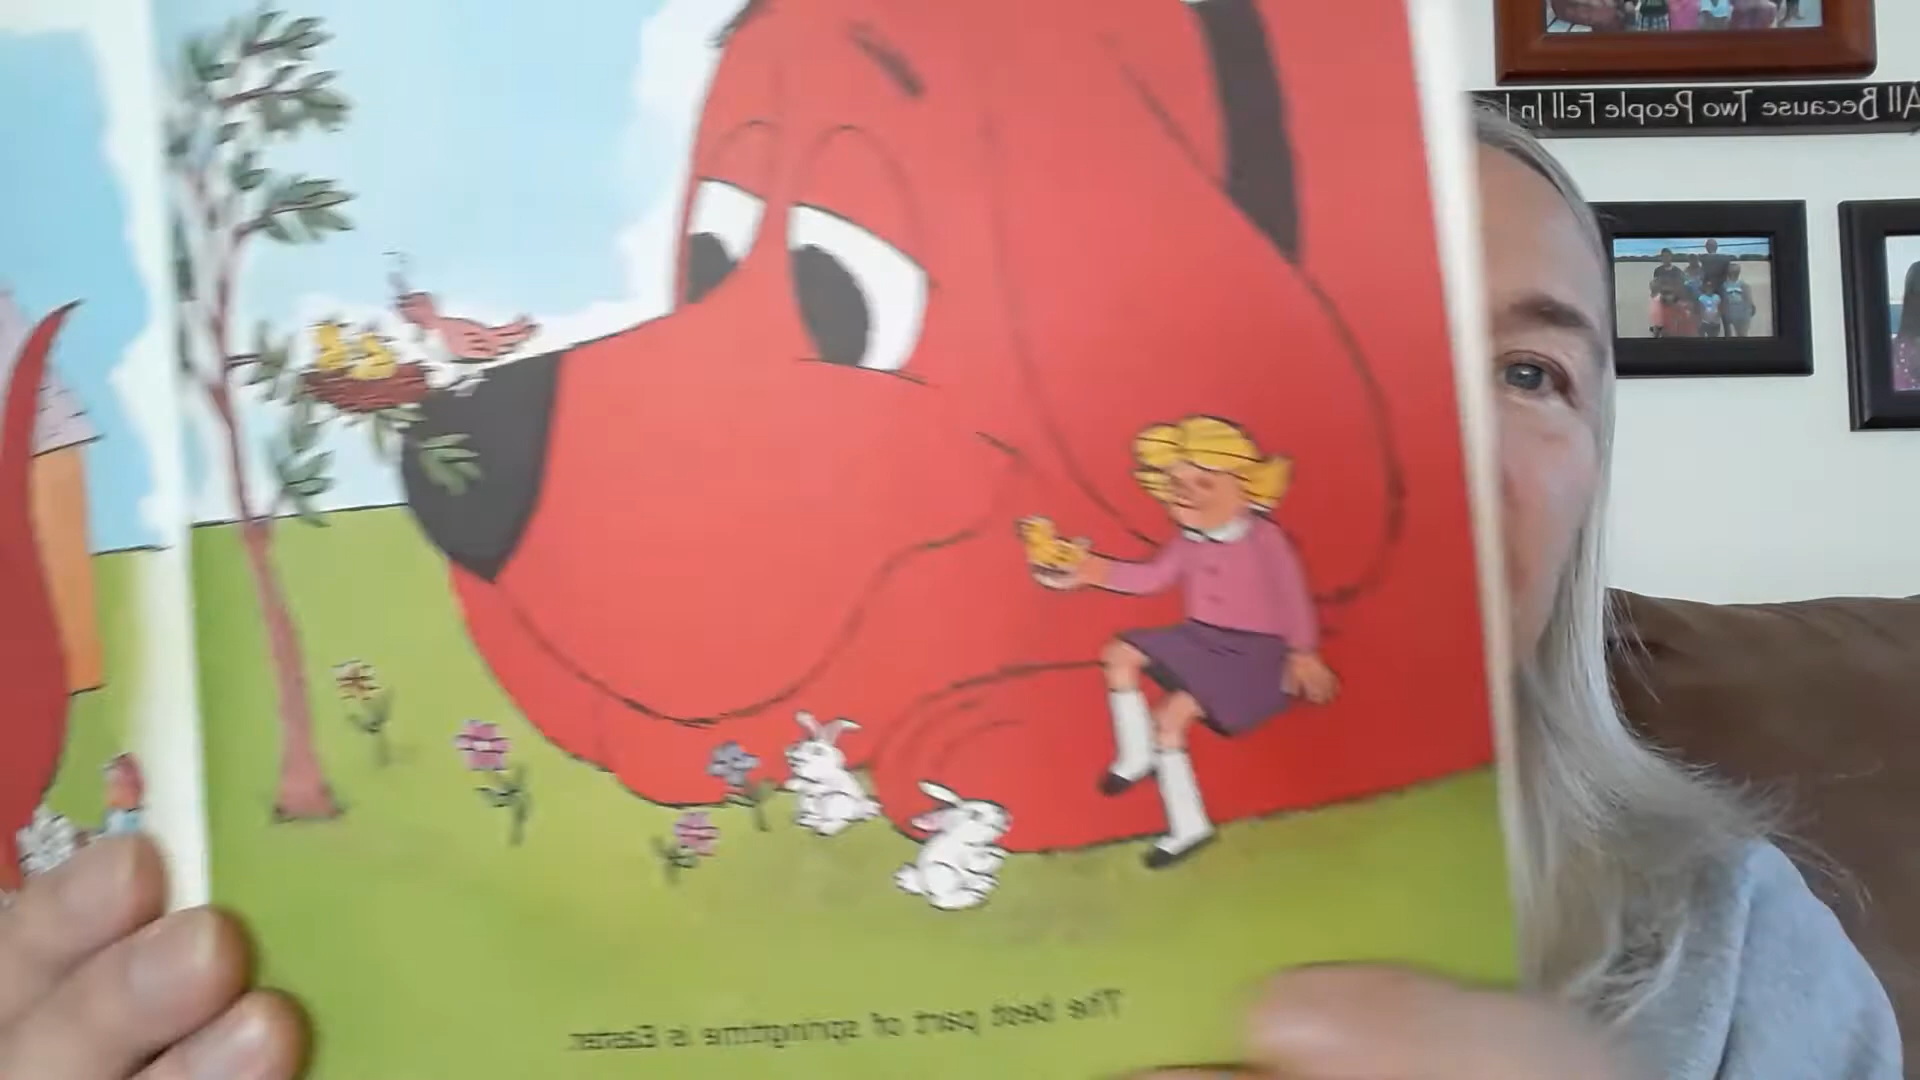 All Because Two People Fell In
The best part of springtime is Easter.